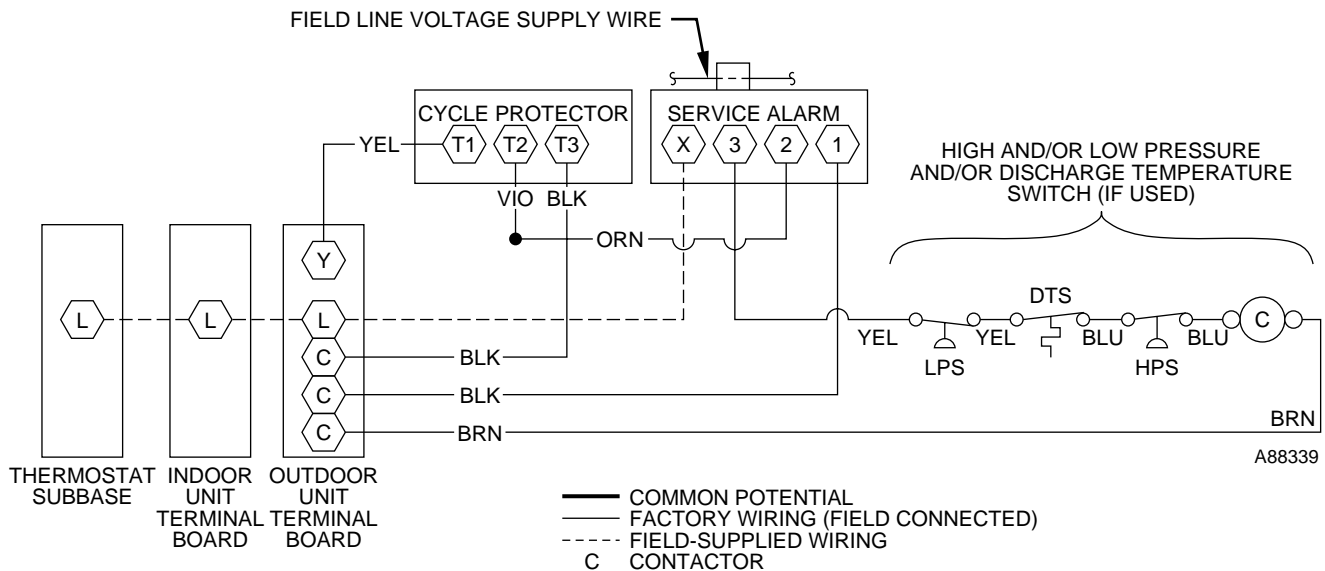 FIELD LINE VOLTAGE SUPPLY WIRE
CYCLE PROTECTOR
T1 T2 T3
SERVICE ALARM
X 3 2 1
YEL
VIO BLK
ORN
HIGH AND/OR LOW PRESSURE
AND/OR DISCHARGE TEMPERATURE
SWITCH (IF USED)
Y
L
L
L
C
C
C
BLK
BLK
BRN
YEL
LPS
YEL
DTS
BLU
HPS
BLU
C
BRN
A88339
THERMOSTAT
SUBBASE
INDOOR
UNIT
TERMINAL
BOARD
OUTDOOR
UNIT
TERMINAL
BOARD
COMMON POTENTIAL
FACTORY WIRING (FIELD CONNECTED)
FIELD-SUPPLIED WIRING
C CONTACTOR